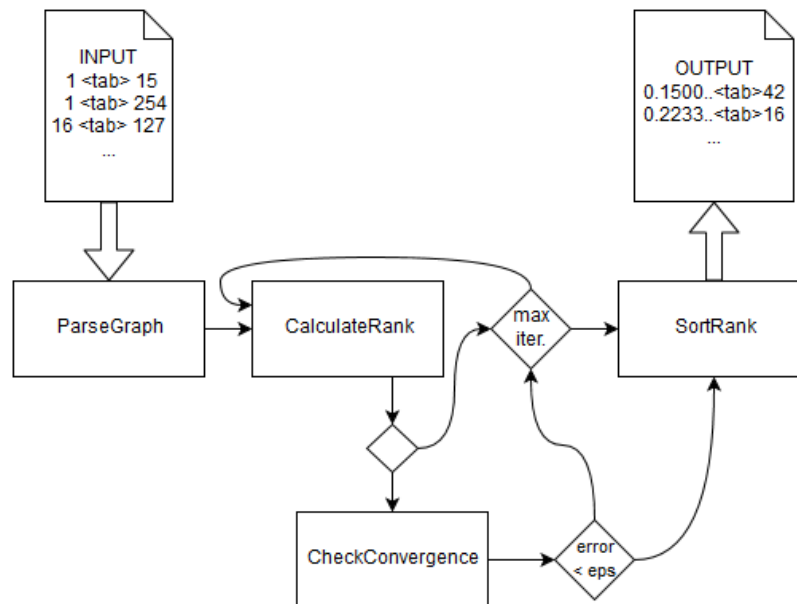 INPUT
1 <tab> 15
1 <tab> 254
16 <tab> 127
...
OUTPUT
0.1500..<tab>42
0.2233..<tab>16
...
ParseGraph
CalculateRank
max
iter.
SortRank
CheckConvergence
error
< eps